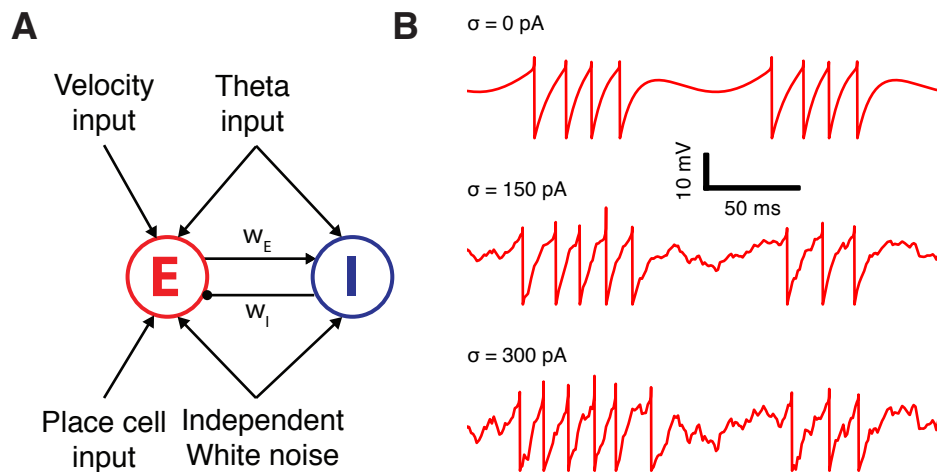 A
Velocity
input
Theta
input
E
I
w_E
w_I
Place cell
input
Independent
White noise
B
σ = 0 pA
10 mV
50 ms
σ = 150 pA
σ = 300 pA